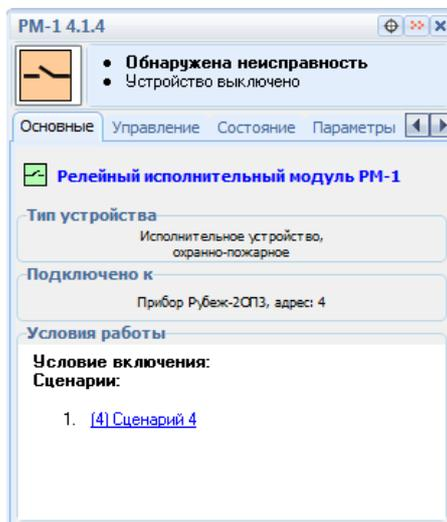 РМ-1 4.1.4
Обнаружена неисправность
Устройство выключено
Основные Управление Состояние Параметры
Релейный исполнительный модуль РМ-1
Тип устройства
Исполнительное устройство,
охранно-пожарное
Подключено к
Прибор Рубеж-2ОП3, адрес: 4
Условия работы
Условие включения:
Сценарии:
1. (4) Сценарий 4